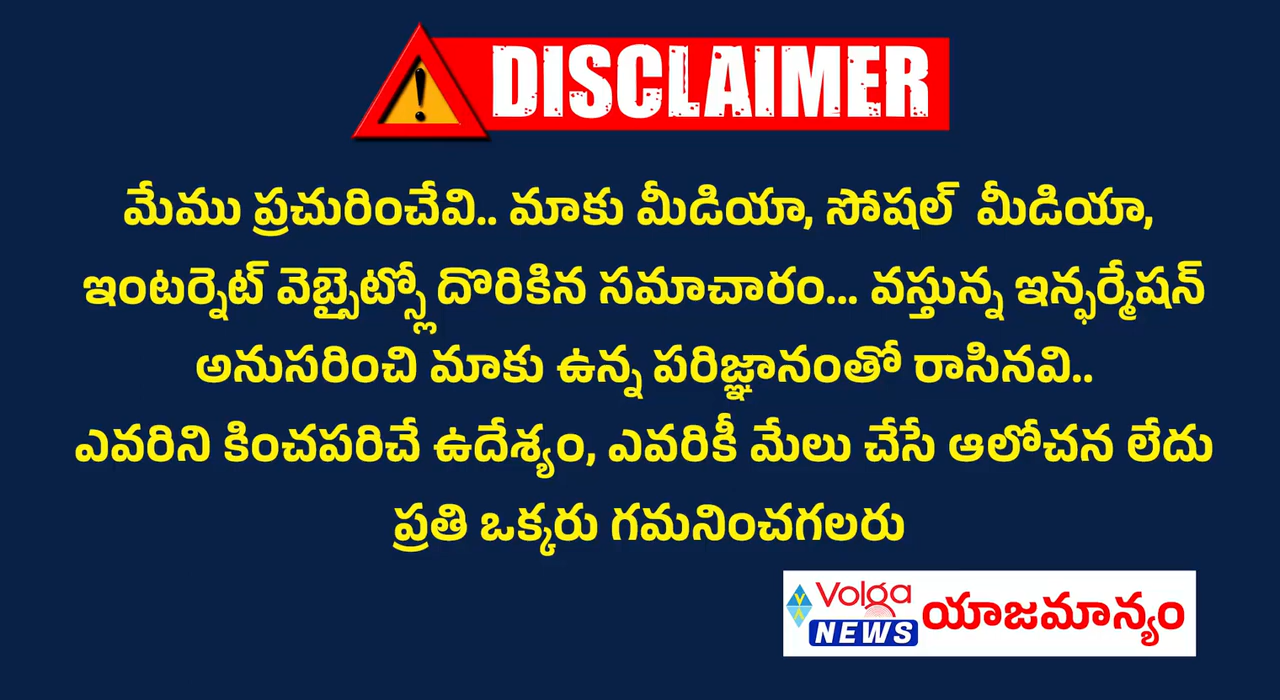 DISCLAIMER
మేము ప్రచురించేవి.. మాకు మీడియా, సోషల్ మీడియా,
ఇంటర్నెట్ వెబ్సైట్స్లో దొరికిన సమాచారం... వస్తున్న ఇన్ఫర్మేషన్
అనుసరించి మాకు ఉన్న పరిజ్ఞానంతో రాసినవి..
ఎవరిని కించపరిచే ఉదేశ్యం, ఎవరికీ మేలు చేసే ఆలోచన లేదు
ప్రతి ఒక్కరు గమనించగలరు
Volga
NEWS
యాజమాన్యం